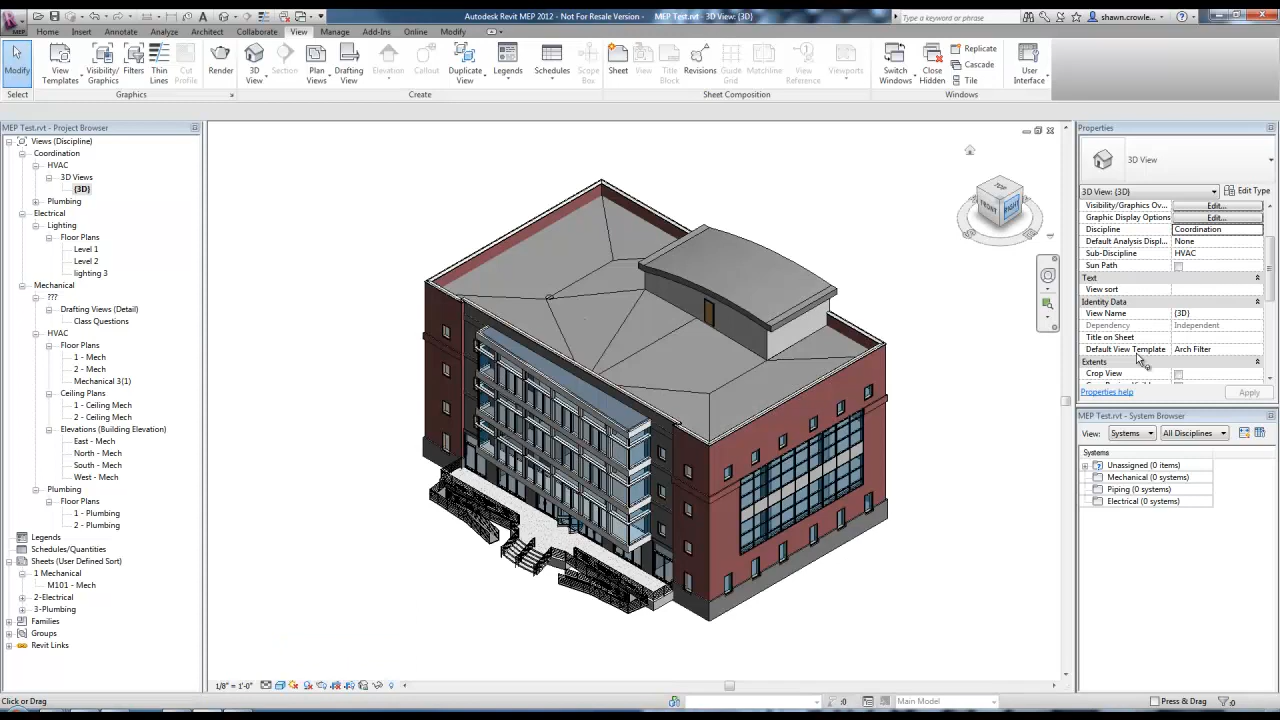 Autodesk Revit MEP 2012 - Not For Resale Version - MEP Test.rvt - 3D View: {3D}
Type a keyword or phrase
shawn.crowle...
Home Insert Annotate Analyze Architect Collaborate View Manage Add-Ins Online Modify
Modify
View Templates
Visibility/ Graphics
Filters
Thin Lines
Cut Profile
Render
3D View
Section
Plan Views
Drafting View
Elevation
Callout
Duplicate View
Legends
Schedules
Scope Box
Sheet
View
Title Block
Revisions
Guide Grid
Matchline
View Reference
Viewports
Switch Windows
Close Hidden
Replicate
Cascade
Tile
User Interface
Select Graphics Create Sheet Composition Windows
MEP Test.rvt - Project Browser
Views (Discipline)
Coordination
HVAC
3D Views
{3D}
Plumbing
Electrical
Lighting
Floor Plans
Level 1
Level 2
lighting 3
Mechanical
???
Drafting Views (Detail)
Class Questions
HVAC
Floor Plans
1 - Mech
2 - Mech
Mechanical 3(1)
Ceiling Plans
1 - Ceiling Mech
2 - Ceiling Mech
Elevations (Building Elevation)
East - Mech
North - Mech
South - Mech
West - Mech
Plumbing
Floor Plans
1 - Plumbing
2 - Plumbing
Legends
Schedules/Quantities
Sheets (User Defined Sort)
1 Mechanical
M101 - Mech
2-Electrical
3-Plumbing
Families
Groups
Revit Links
TOP
FRONT
RIGHT
Properties
3D View
3D View: {3D} Edit Type
Visibility/Graphics Ov... Edit...
Graphic Display Options Edit...
Discipline Coordination
Default Analysis Displ... None
Sub-Discipline HVAC
Sun Path
Text
View sort
Identity Data
View Name {3D}
Dependency Independent
Title on Sheet
Default View Template Arch Filter
Extents
Crop View
Properties help Apply
MEP Test.rvt - System Browser
View: Systems All Disciplines
Systems
Unassigned (0 items)
Mechanical (0 systems)
Piping (0 systems)
Electrical (0 systems)
1/8" = 1'-0"
Click or Drag
:0
Main Model
Press & Drag
:0